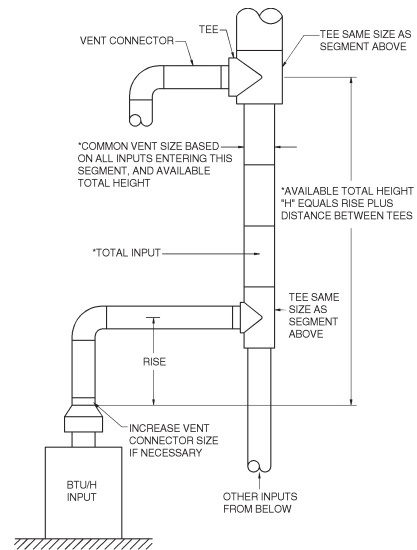 TEE
VENT CONNECTOR
TEE SAME SIZE AS
SEGMENT ABOVE
*COMMON VENT SIZE BASED
ON ALL INPUTS ENTERING THIS
SEGMENT, AND AVAILABLE
TOTAL HEIGHT
*AVAILABLE TOTAL HEIGHT
"H" EQUALS RISE PLUS
DISTANCE BETWEEN TEES
*TOTAL INPUT
TEE SAME
SIZE AS
SEGMENT
ABOVE
RISE
INCREASE VENT
CONNECTOR SIZE
IF NECESSARY
BTU/H
INPUT
OTHER INPUTS
FROM BELOW